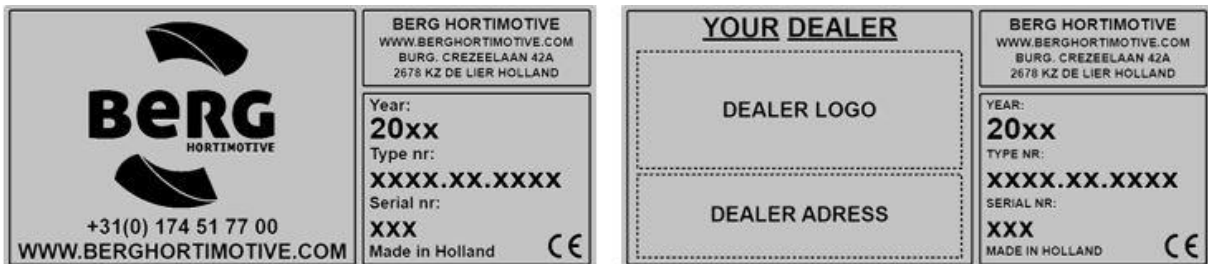 BeRG
HORTIMOTIVE
+31(0) 174 51 77 00
WWW.BERGHORTIMOTIVE.COM
BERG HORTIMOTIVE
WWW.BERGHORTIMOTIVE.COM
BURG. CREZEELAAN 42A
2678 KZ DE LIER HOLLAND
Year:
20xx
Type nr:
XXXX.XX.XXXX
Serial nr:
XXX
Made in Holland CE
YOUR DEALER
DEALER LOGO
DEALER ADRESS
BERG HORTIMOTIVE
WWW.BERGHORTIMOTIVE.COM
BURG. CREZEELAAN 42A
2678 KZ DE LIER HOLLAND
YEAR:
20xx
TYPE NR:
XXXX.XX.XXXX
SERIAL NR:
XXX
MADE IN HOLLAND CE